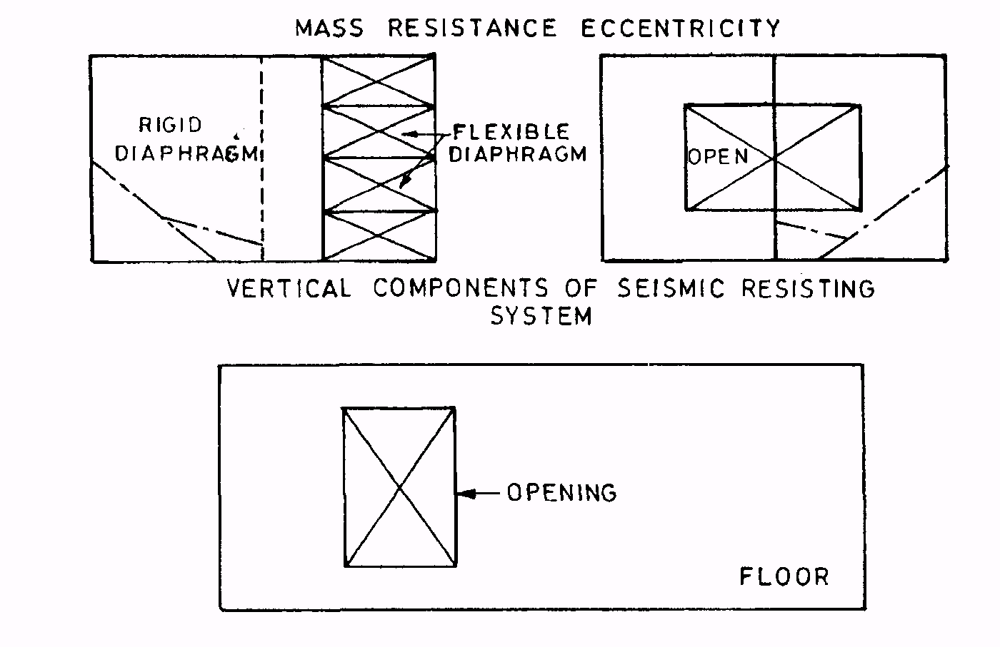 MASS RESISTANCE ECCENTRICITY
RIGID
DIAPHRAGM
FLEXIBLE
DIAPHRAGM
OPEN
VERTICAL COMPONENTS OF SEISMIC RESISTING
SYSTEM
OPENING
FLOOR